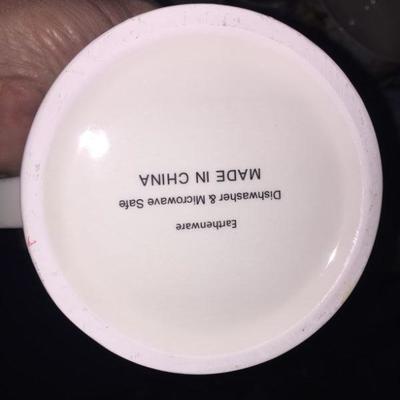 Earthenware
Dishwasher & Microwave Safe
MADE IN CHINA